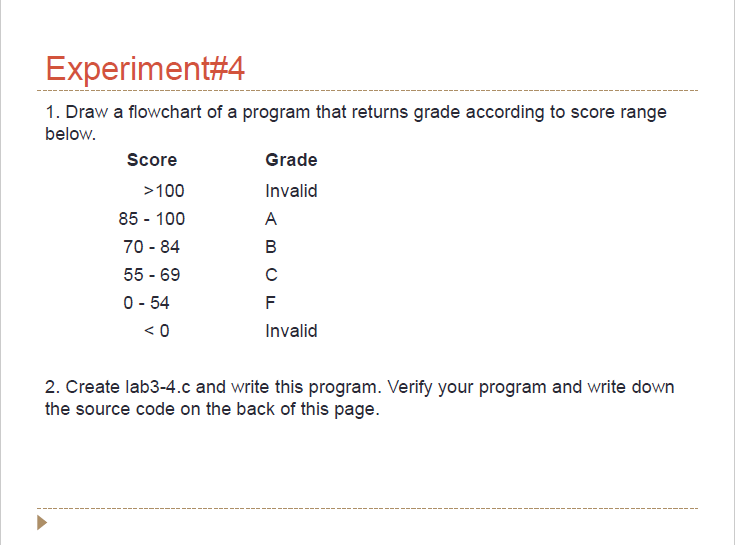 Experiment#4
1. Draw a flowchart of a program that returns grade according to score range
below.
Score Grade
>100 Invalid
85 - 100 A
70 - 84 B
55 - 69 C
0 - 54 F
< 0 Invalid
2. Create lab3-4.c and write this program. Verify your program and write down
the source code on the back of this page.